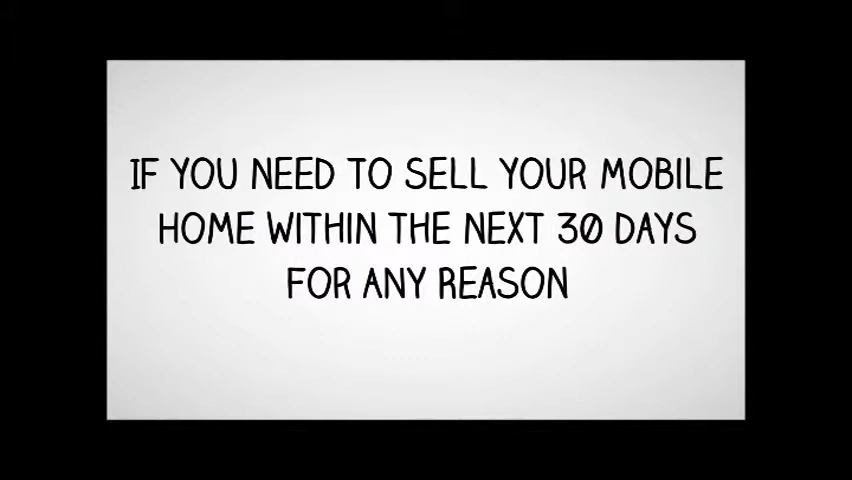 IF YOU NEED TO SELL YOUR MOBILE
HOME WITHIN THE NEXT 30 DAYS
FOR ANY REASON